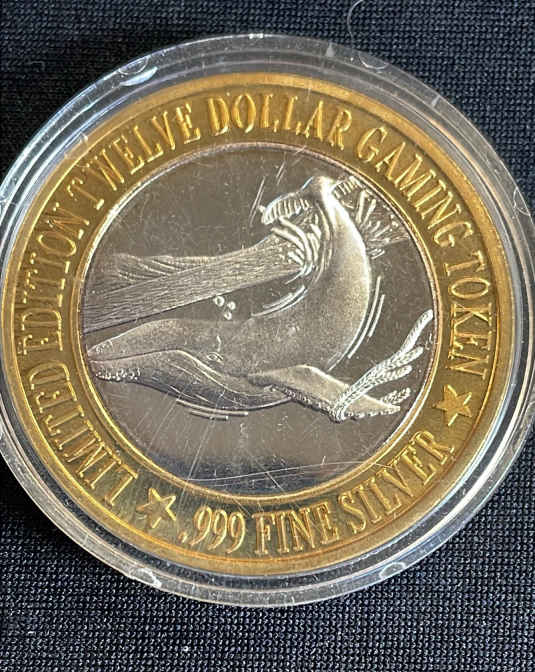 LIMITED EDITION TWELVE DOLLAR GAMING TOKEN
.999 FINE SILVER